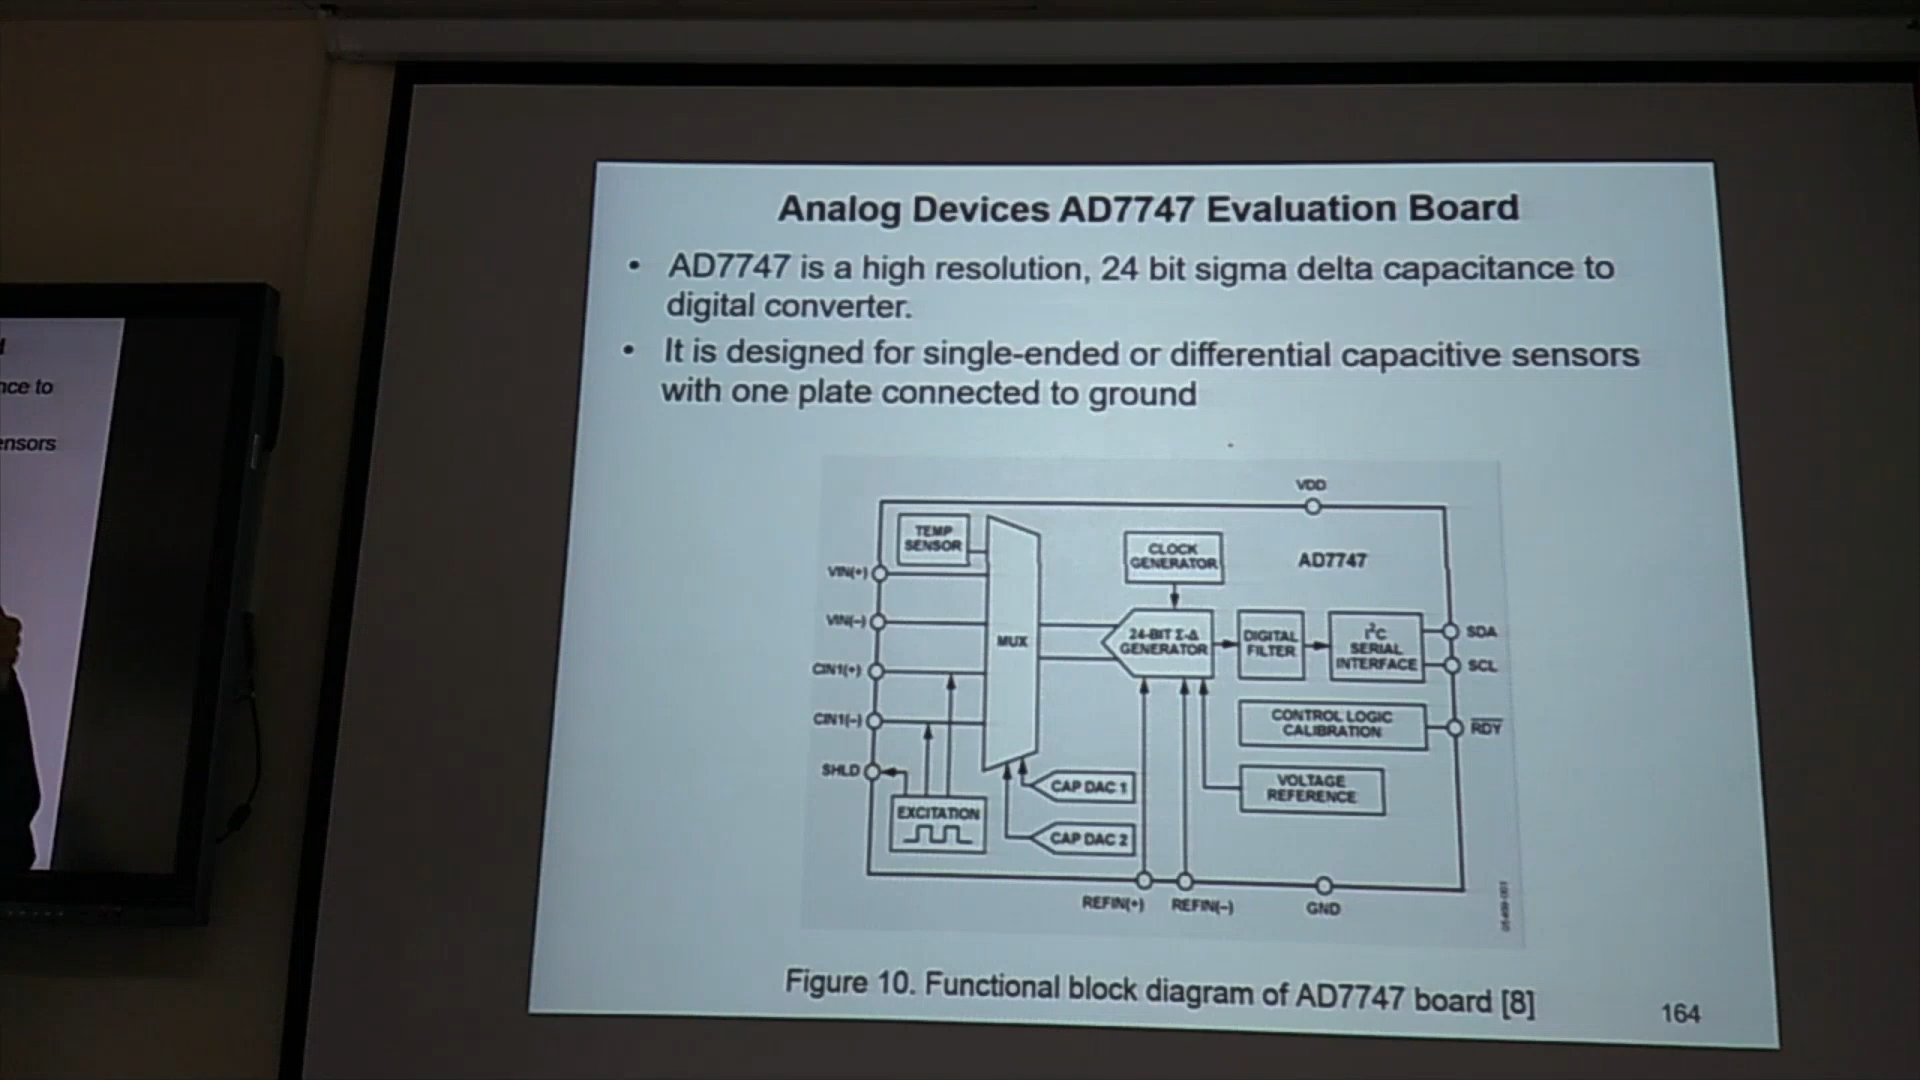 Analog Devices AD7747 Evaluation Board
• AD7747 is a high resolution, 24 bit sigma delta capacitance to
digital converter.
• It is designed for single-ended or differential capacitive sensors
with one plate connected to ground
nce to
ensors
VDD
TEMP
SENSOR
CLOCK
GENERATOR
AD7747
VIN(+)
VIN(–)
MUX
24-BIT Σ-Δ
GENERATOR
DIGITAL
FILTER
I²C
SERIAL
INTERFACE
SDA
SCL
CIN1(+)
CIN1(–)
CONTROL LOGIC
CALIBRATION
RDY
SHLD
CAP DAC 1
VOLTAGE
REFERENCE
EXCITATION
CAP DAC 2
REFIN(+)
REFIN(–)
GND
Figure 10. Functional block diagram of AD7747 board [8]
164